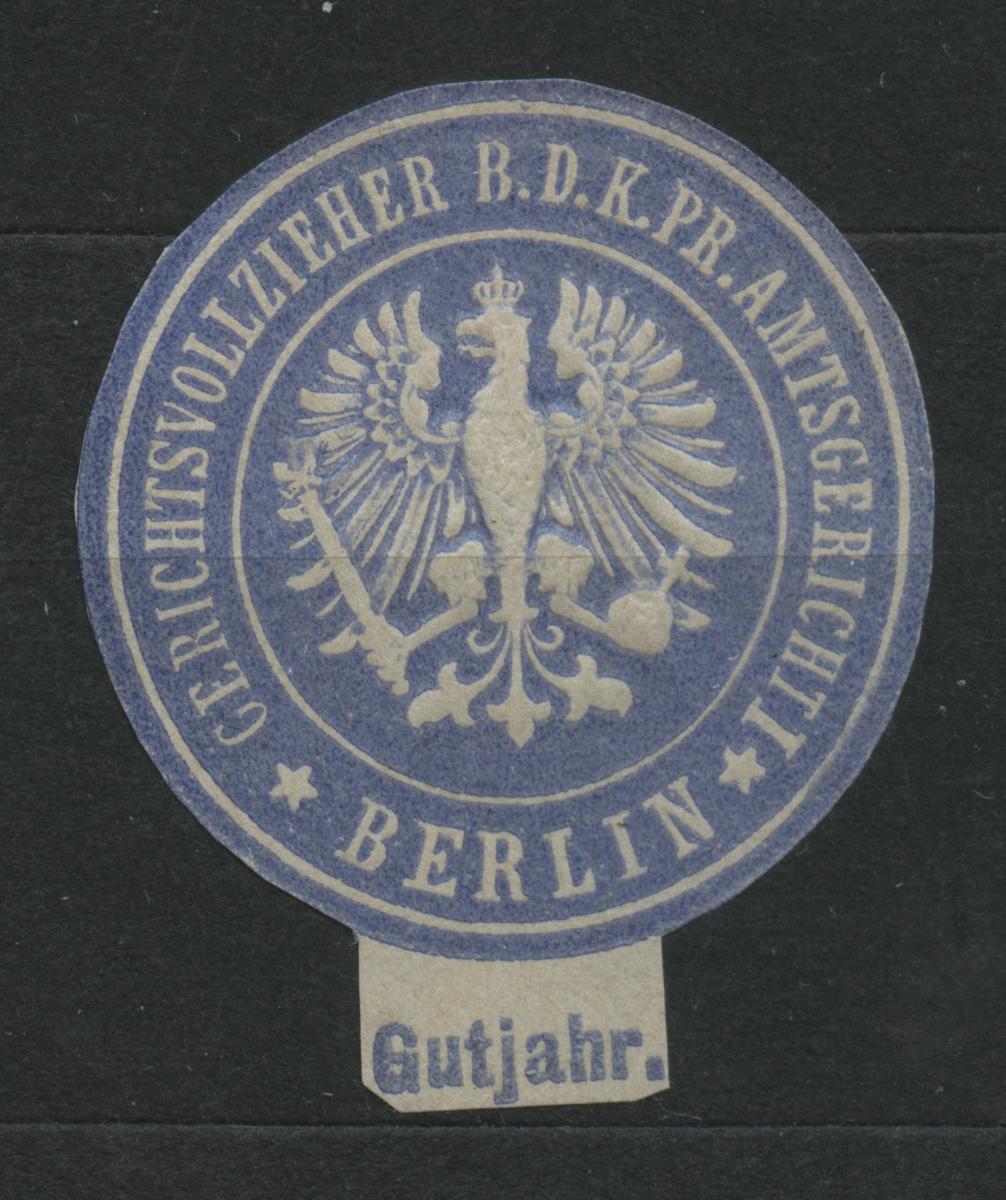 GERICHTSVOLLZIEHER B.D.K.PR.AMTSGERICHT I
★ BERLIN ★
Gutjahr.